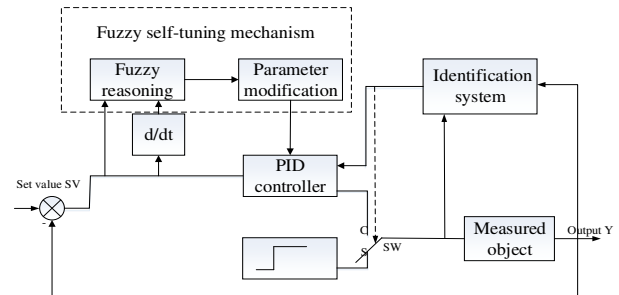 Fuzzy self-tuning mechanism
Fuzzy
reasoning
Parameter
modification
Identification
system
d/dt
PID
controller
Set value SV
-
C
S
SW
Measured
object
Output Y